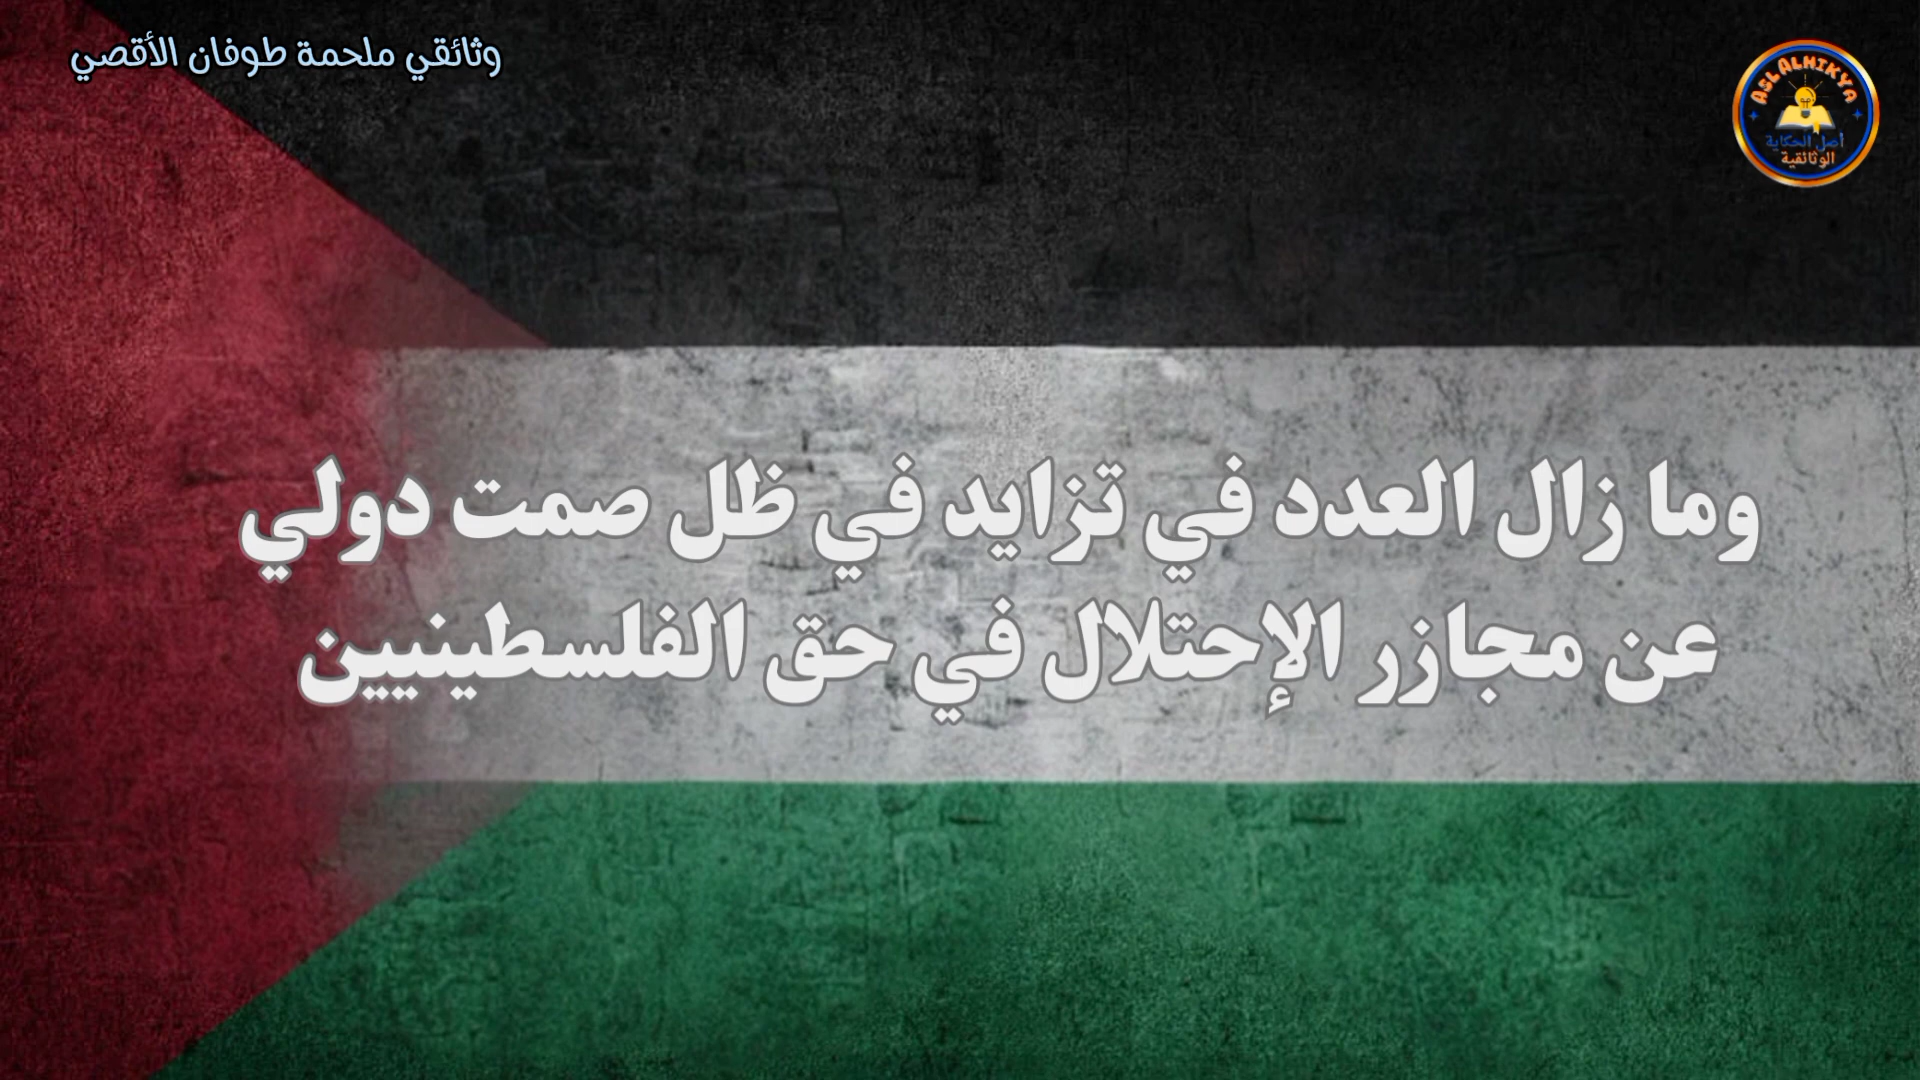 وثائقي ملحمة طوفان الأقصي
ASLALHIKYA
أصل الحكاية
الوثائقية
وما زال العدد في تزايد في ظل صمت دولي
عن مجازر الإحتلال في حق الفلسطينيين